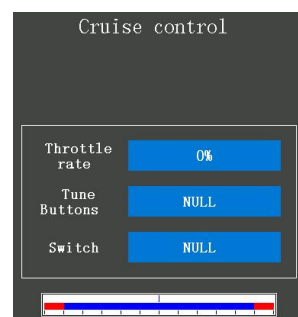 Cruise control
Throttle rate 0%
Tune Buttons NULL
Switch NULL